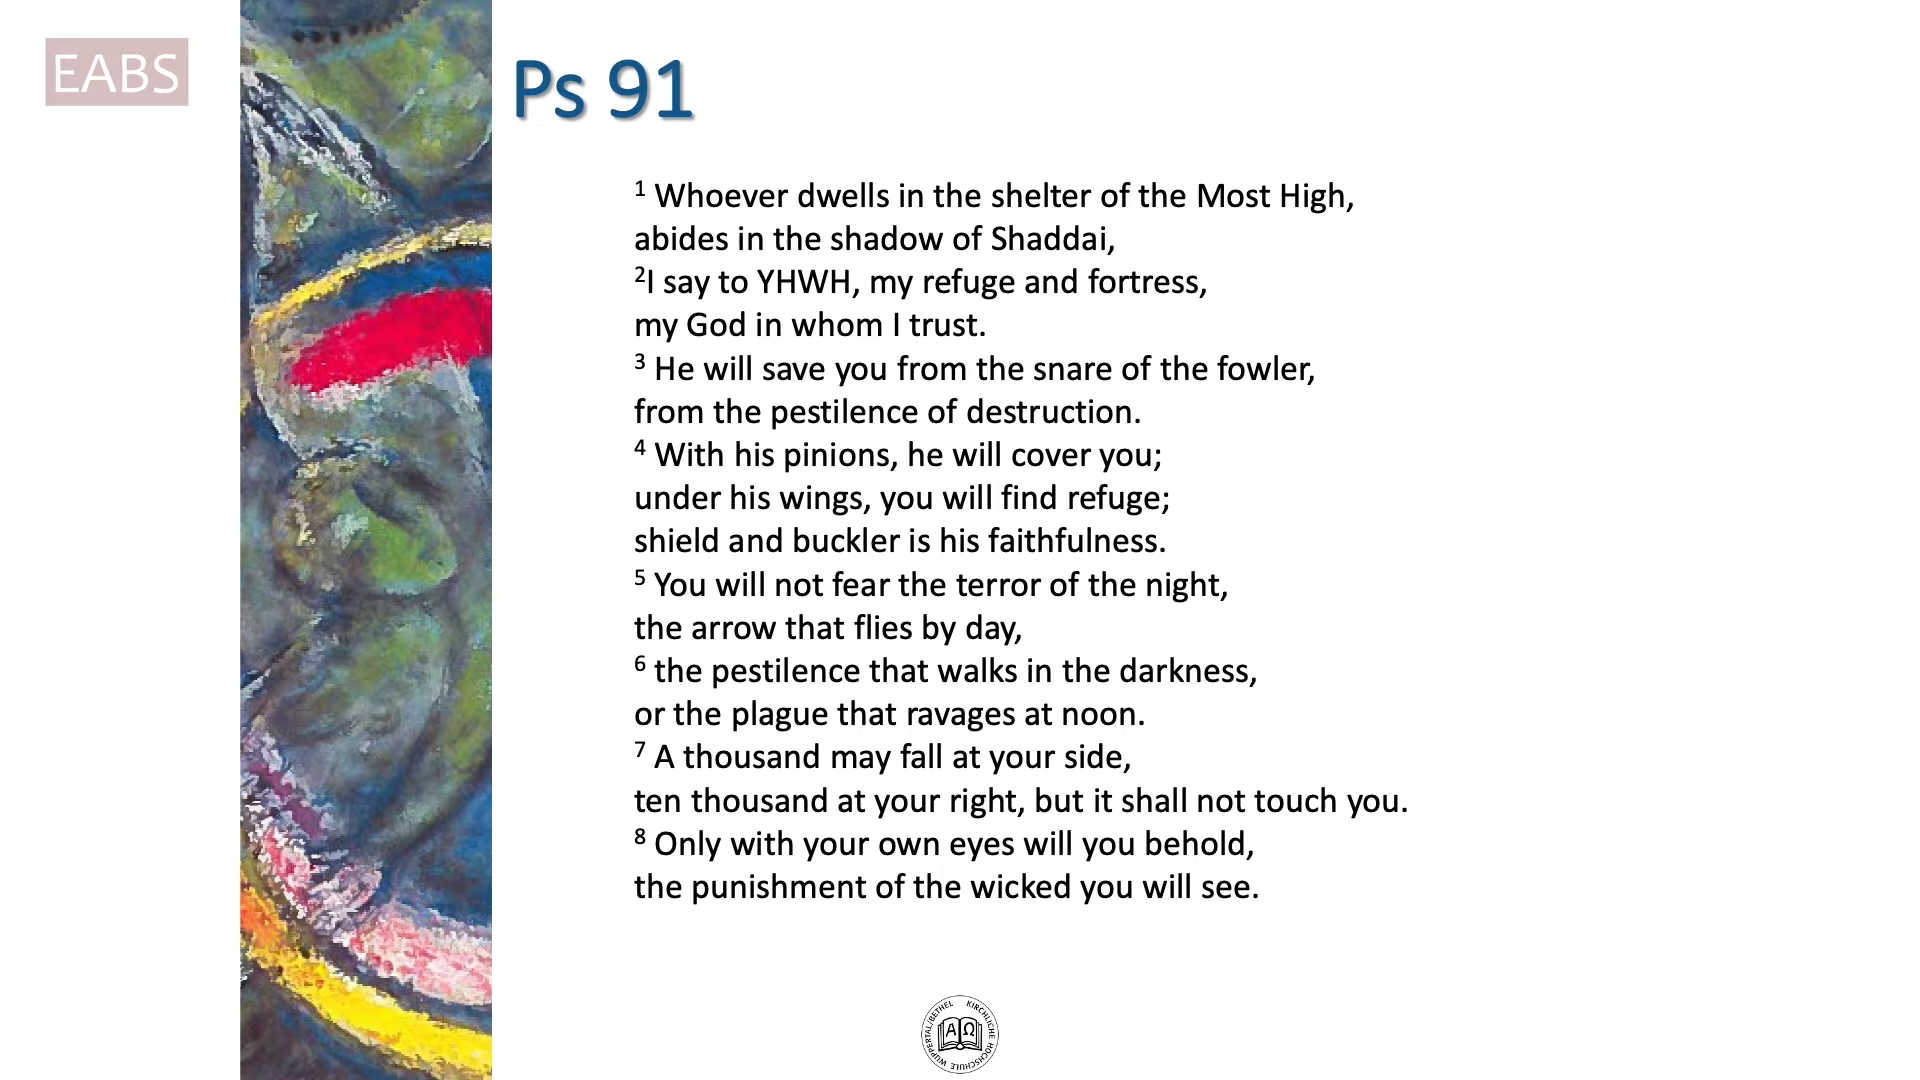 EABS
Ps 91
1 Whoever dwells in the shelter of the Most High,
abides in the shadow of Shaddai,
2I say to YHWH, my refuge and fortress,
my God in whom I trust.
3 He will save you from the snare of the fowler,
from the pestilence of destruction.
4 With his pinions, he will cover you;
under his wings, you will find refuge;
shield and buckler is his faithfulness.
5 You will not fear the terror of the night,
the arrow that flies by day,
6 the pestilence that walks in the darkness,
or the plague that ravages at noon.
7 A thousand may fall at your side,
ten thousand at your right, but it shall not touch you.
8 Only with your own eyes will you behold,
the punishment of the wicked you will see.
KIRCHLICHE HOCHSCHULE WUPPERTAL/BETHEL
Α Ω